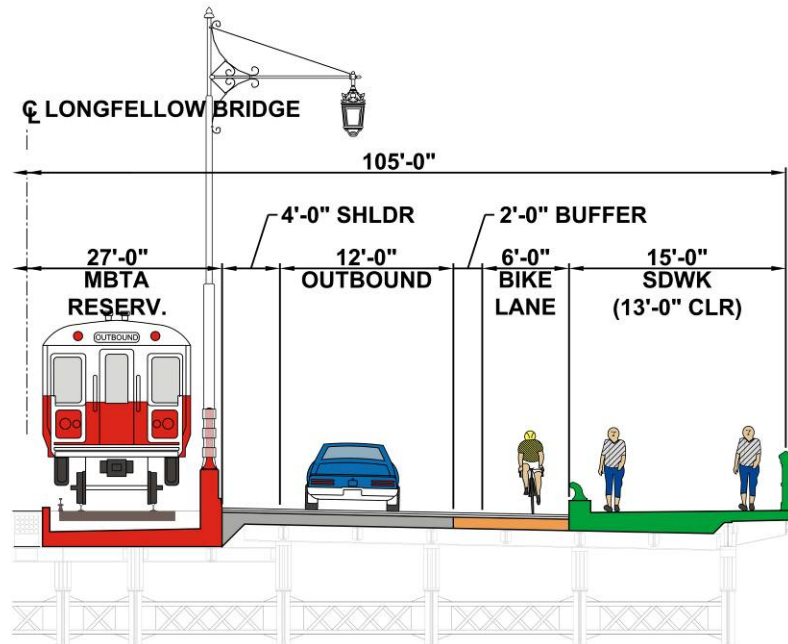 ℄ LONGFELLOW BRIDGE
105'-0"
4'-0" SHLDR
2'-0" BUFFER
27'-0"
MBTA
RESERV.
12'-0"
OUTBOUND
6'-0"
BIKE
LANE
15'-0"
SDWK
(13'-0" CLR)
OUTBOUND